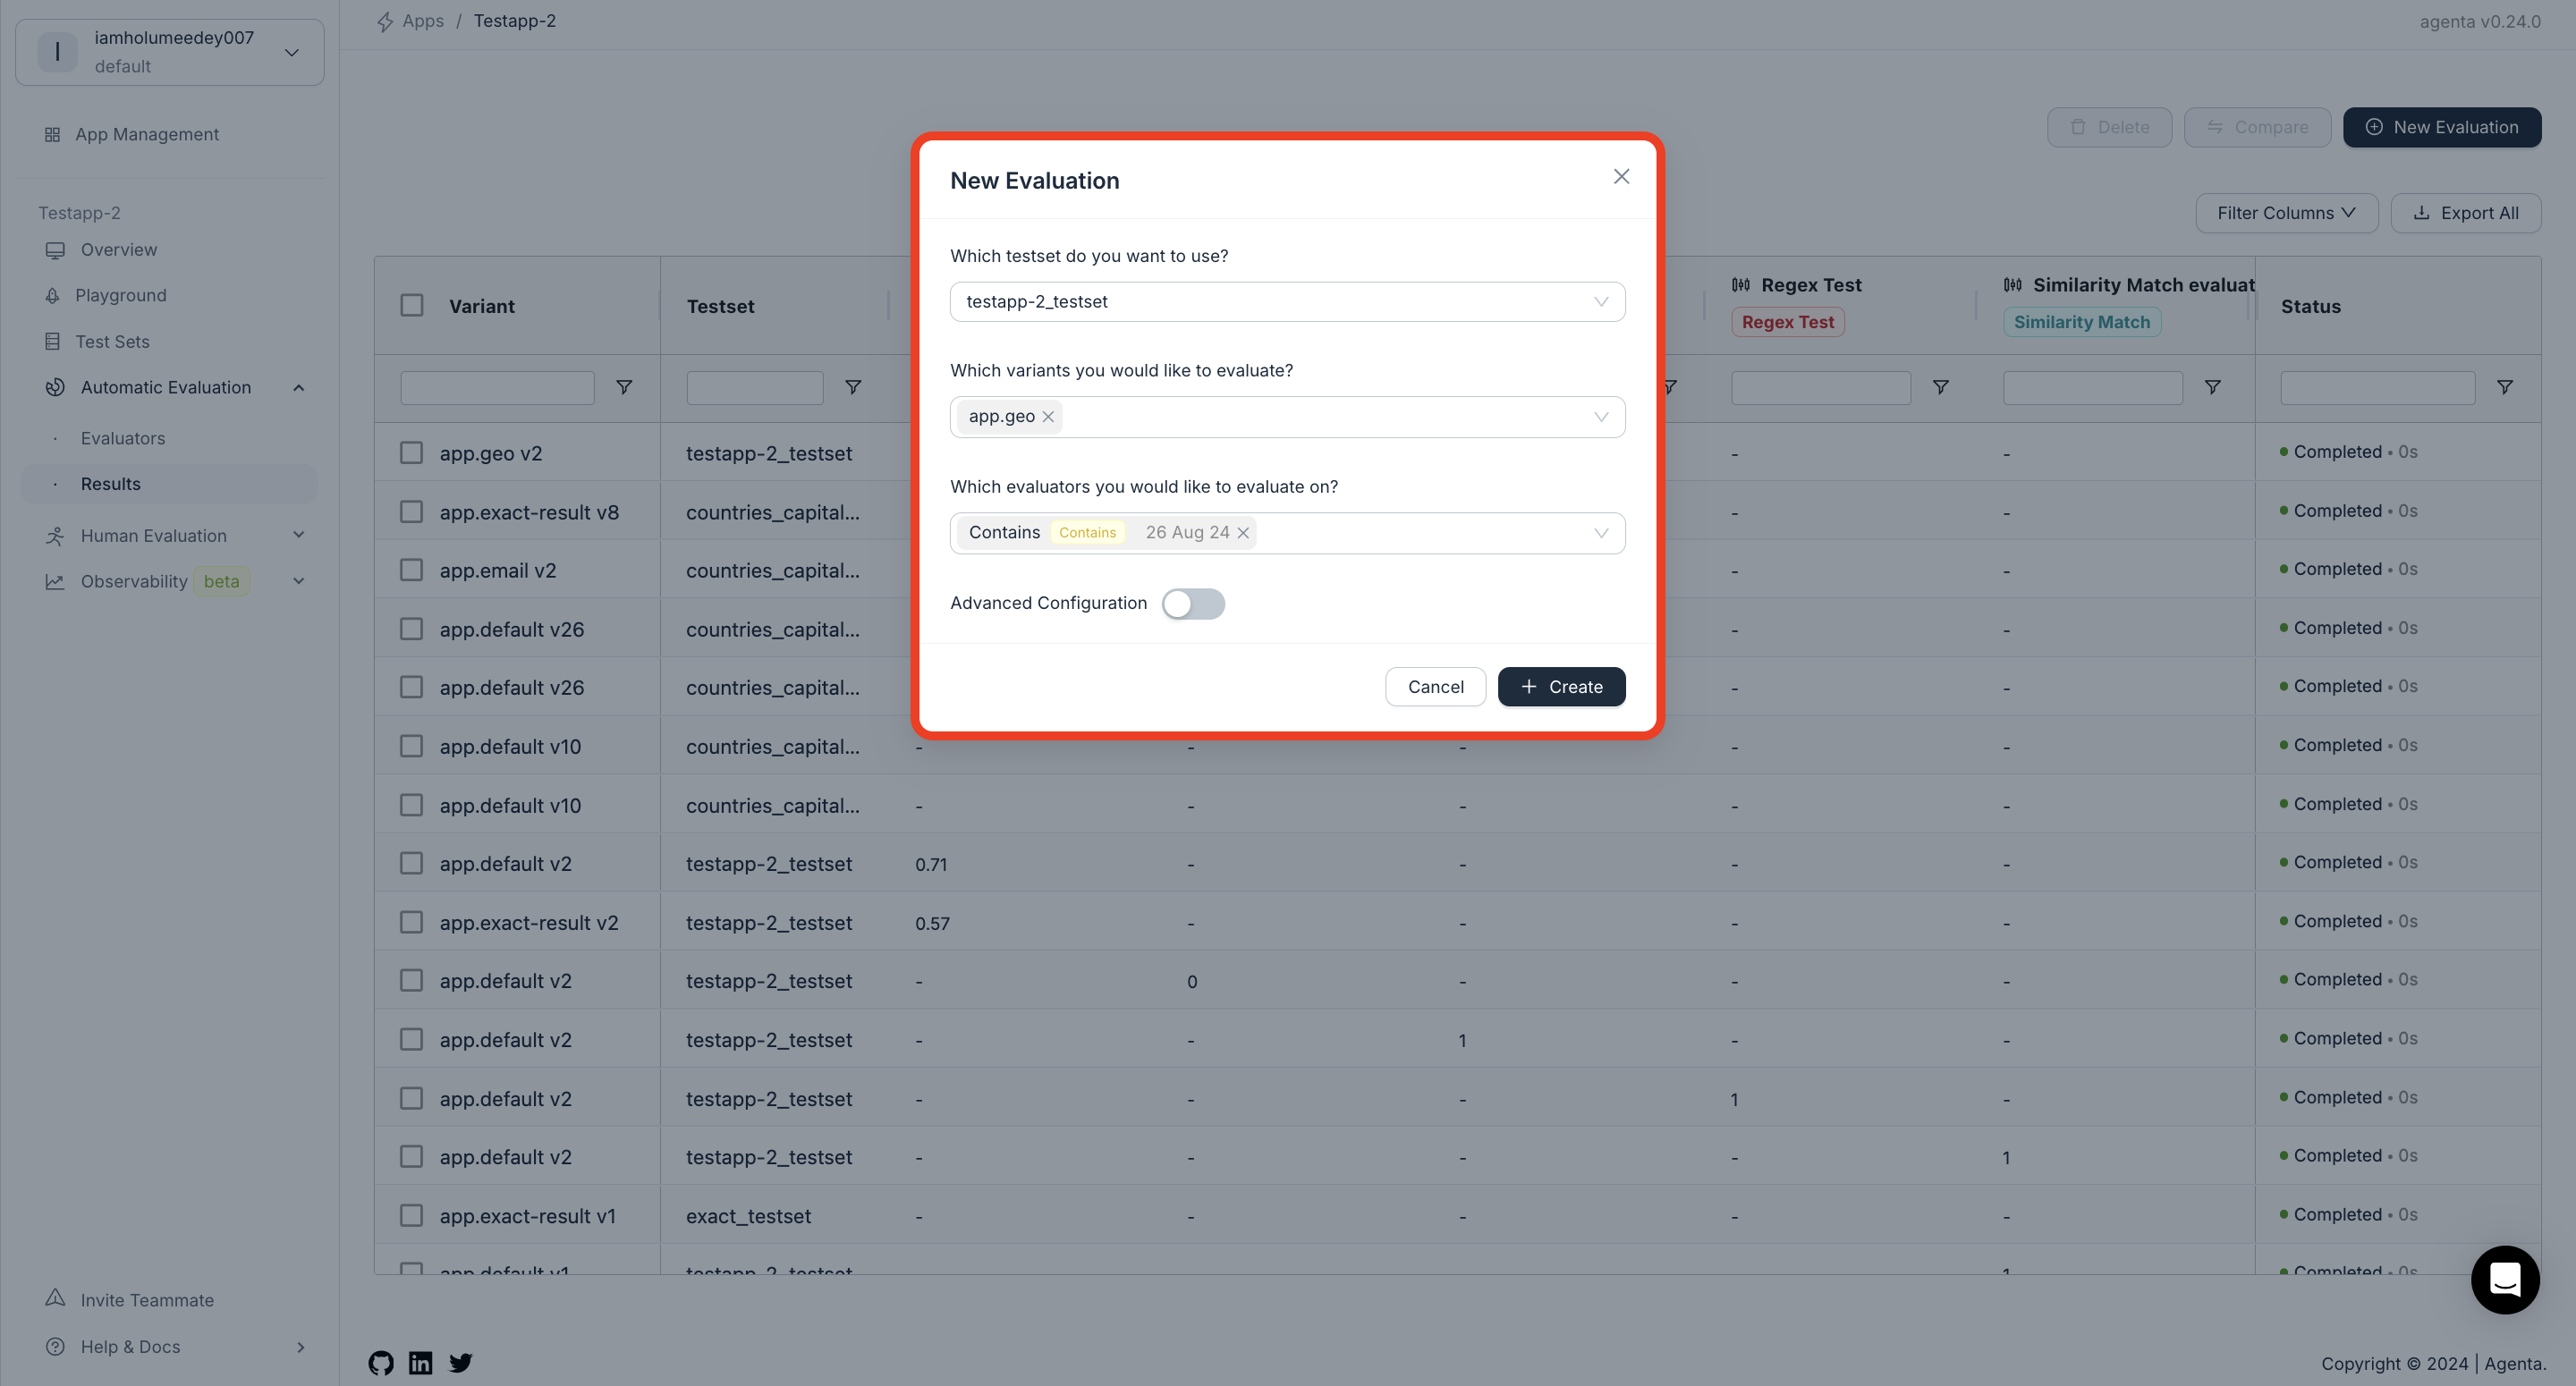 I
iamholumeedey007
default
App Management
Testapp-2
Overview
Playground
Test Sets
Automatic Evaluation
· Evaluators
· Results
Human Evaluation
Observability beta
Invite Teammate
Help & Docs
Apps / Testapp-2
agenta v0.24.0
Delete
Compare
New Evaluation
Filter Columns
Export All
New Evaluation
Which testset do you want to use?
testapp-2_testset
Which variants you would like to evaluate?
app.geo
Which evaluators you would like to evaluate on?
Contains Contains 26 Aug 24
Advanced Configuration
Cancel
Create
Variant Testset Regex Test Similarity Match evaluat Status
Regex Test Similarity Match
app.geo v2 testapp-2_testset - - Completed • 0s
app.exact-result v8 countries_capital... - - Completed • 0s
app.email v2 countries_capital... - - Completed • 0s
app.default v26 countries_capital... - - Completed • 0s
app.default v26 countries_capital... - - Completed • 0s
app.default v10 countries_capital... - - - - - Completed • 0s
app.default v10 countries_capital... - - - - - Completed • 0s
app.default v2 testapp-2_testset 0.71 - - - - Completed • 0s
app.exact-result v2 testapp-2_testset 0.57 - - - - Completed • 0s
app.default v2 testapp-2_testset - 0 - - - Completed • 0s
app.default v2 testapp-2_testset - - 1 - - Completed • 0s
app.default v2 testapp-2_testset - - - 1 - Completed • 0s
app.default v2 testapp-2_testset - - - - 1 Completed • 0s
app.exact-result v1 exact_testset - - - - - Completed • 0s
app.default v1 testapp-2_testset 1 Completed • 0s
in
Copyright © 2024 | Agenta.